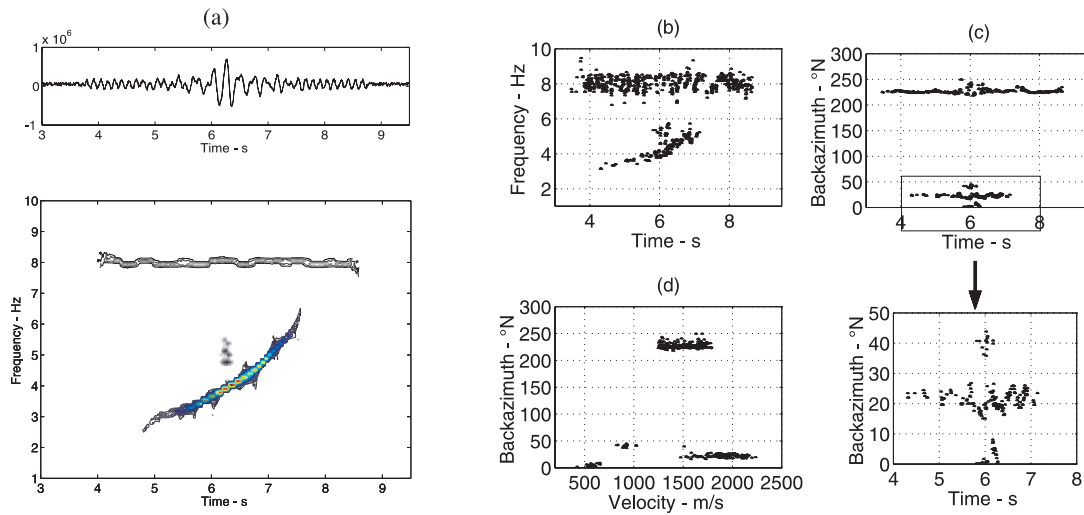 (a)
x 10⁶
1
0
-1
3 4 5 6 7 8 9
Time - s
10
9
8
7
6
5
4
3
2
1
Frequency - Hz
3 4 5 6 7 8 9
Time - s
(b)
10
8
6
4
2
Frequency - Hz
4 6 8
Time - s
(c)
300
250
200
150
100
50
0
Backazimuth - °N
4 6 8
Time - s
(d)
300
250
200
150
100
50
0
Backazimuth - °N
500 1000 1500 2000 2500
Velocity - m/s
50
40
30
20
10
0
Backazimuth - °N
4 5 6 7 8
Time - s